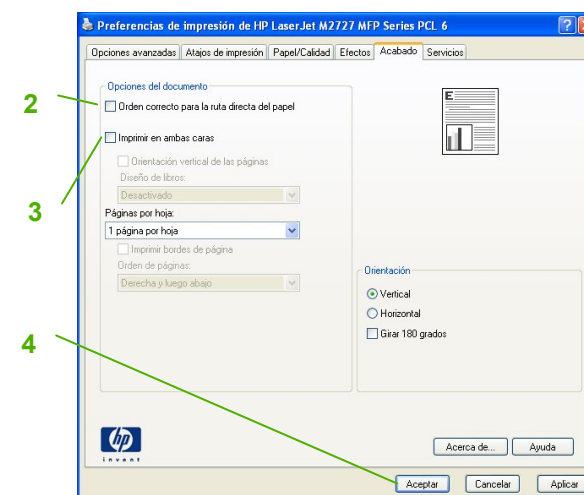 Preferencias de impresión de HP LaserJet M2727 MFP Series PCL 6
Opciones avanzadas Atajos de impresión Papel/Calidad Efectos Acabado Servicios
Opciones del documento
2
Orden correcto para la ruta directa del papel
E
3
Imprimir en ambas caras
Orientación vertical de las páginas
Diseño de libros:
Desactivado
Páginas por hoja:
1 página por hoja
Imprimir bordes de página
Orden de páginas:
Derecha y luego abajo
Orientación
Vertical
Horizontal
Girar 180 grados
4
hp
invent
Acerca de... Ayuda
Aceptar Cancelar Aplicar